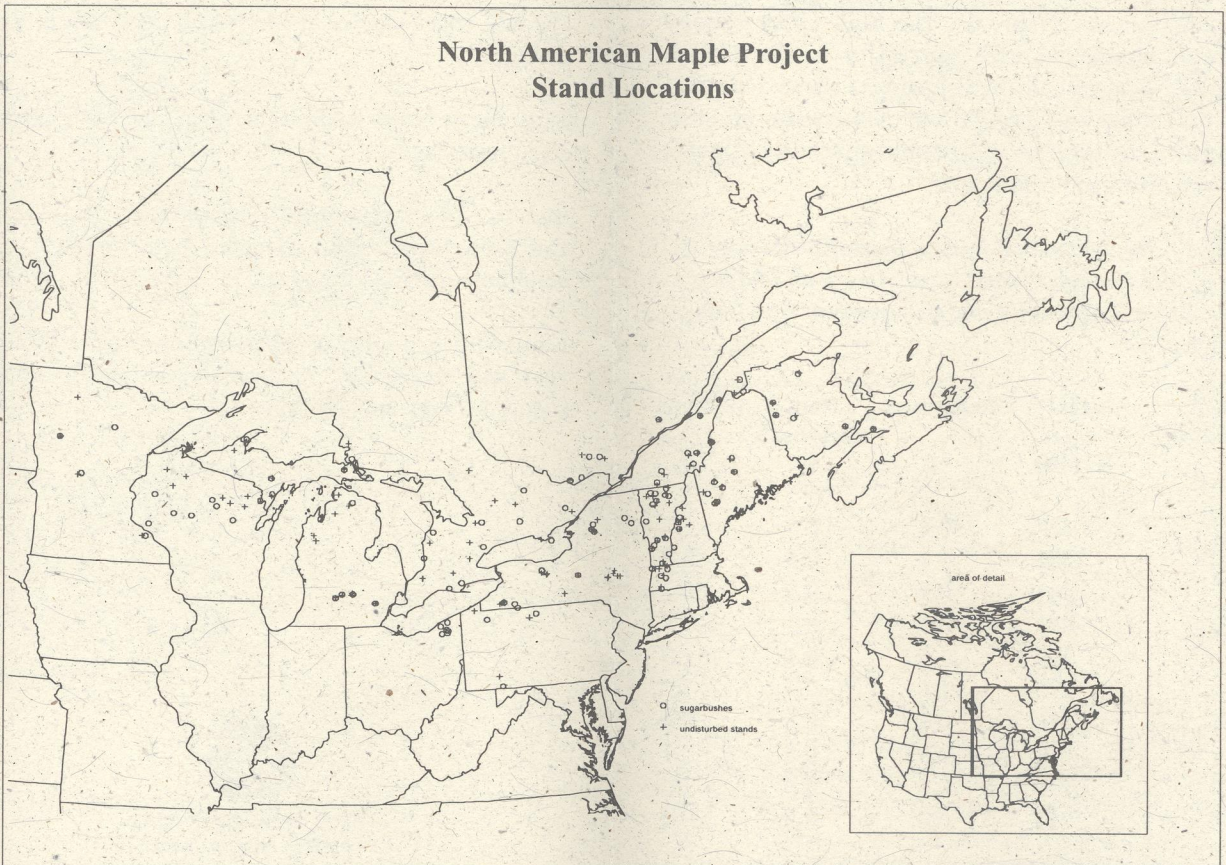 North American Maple Project
Stand Locations
area of detail
sugarbushes
undisturbed stands